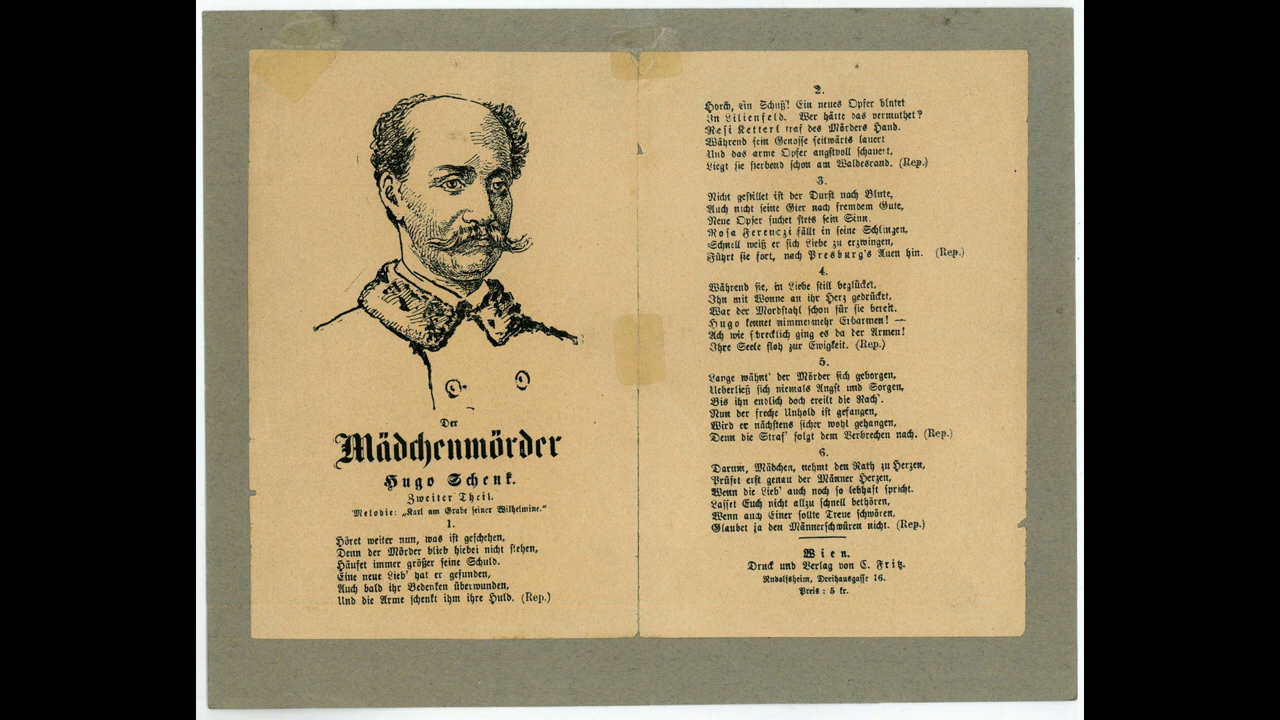 Der
Mädchenmörder
Hugo Schenk.
Zweiter Theil.
Melodie: „Karl am Grabe seiner Wilhelmine.“
1.
Höret weiter nun, was ist geschehen,
Denn der Mörder blieb hiebei nicht stehen,
Häufet immer größer seine Schuld.
Eine neue Lieb' hat er gefunden,
Auch bald ihr Bedenken überwunden,
Und die Arme schenkt ihm ihre Huld. (Rep.)
2.
Horch, ein Schuß! Ein neues Opfer blutet
In Lilienfeld. Wer hätte das vermuthet?
Resi Ketterl traf des Mörders Hand.
Während sein Genosse seitwärts lauert
Und das arme Opfer angstvoll schauert,
Liegt sie sterbend schon am Waldesrand. (Rep.)
3.
Nicht gestillet ist der Durst nach Blute,
Auch nicht seine Gier nach fremdem Gute,
Neue Opfer suchet stets sein Sinn.
Rosa Ferenczi fällt in seine Schlingen,
Schnell weiß er sich Liebe zu erzwingen,
Führt sie fort, nach Presburg's Auen hin. (Rep.)
4.
Während sie, in Liebe still beglücket,
Ihn mit Wonne an ihr Herz gedrücket,
War der Mordstahl schon für sie bereit.
Hugo kennet nimmermehr Erbarmen! —
Ach wie schrecklich ging es da der Armen!
Ihre Seele floh zur Ewigkeit. (Rep.)
5.
Lange wähnt' der Mörder sich geborgen,
Ueberließ sich niemals Angst und Sorgen,
Bis ihn endlich doch ereilt die Rach'.
Nun der freche Unhold ist gefangen,
Wird er nächstens sicher wohl gehangen,
Denn die Straf' folgt dem Verbrechen nach. (Rep.)
6.
Darum, Mädchen, nehmt den Rath zu Herzen,
Prüfet erst genau der Männer Herzen,
Wenn die Lieb' auch noch so lebhaft spricht.
Lasset Euch nicht allzu schnell bethören,
Wenn auch Einer sollte Treue schwören,
Glaubet ja den Männerschwüren nicht. (Rep.)
Wien.
Druck und Verlag von C. Fritz.
Rudolfsheim, Dreihausgasse 16.
Preis: 5 kr.